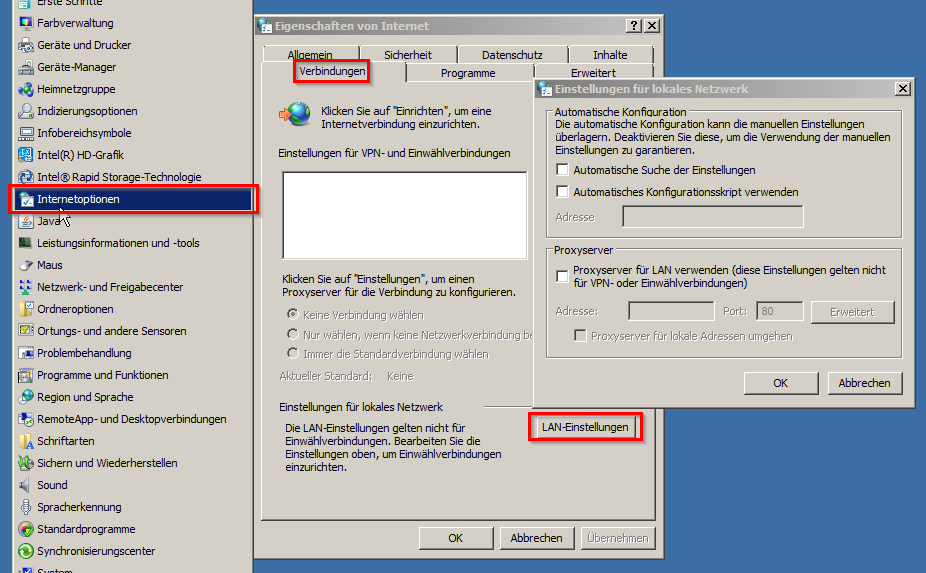 Erste Schritte
Farbverwaltung
Geräte und Drucker
Geräte-Manager
Heimnetzgruppe
Indizierungsoptionen
Infobereichsymbole
Intel(R) HD-Grafik
Intel® Rapid Storage-Technologie
Internetoptionen
Java
Leistungsinformationen und -tools
Maus
Netzwerk- und Freigabecenter
Ordneroptionen
Ortungs- und andere Sensoren
Problembehandlung
Programme und Funktionen
Region und Sprache
RemoteApp- und Desktopverbindungen
Schriftarten
Sichern und Wiederherstellen
Sound
Spracherkennung
Standardprogramme
Synchronisierungscenter
System
Eigenschaften von Internet
Allgemein
Sicherheit
Datenschutz
Inhalte
Verbindungen
Programme
Erweitert
Klicken Sie auf "Einrichten", um eine
Internetverbindung einzurichten.
Einstellungen für VPN- und Einwählverbindungen
Klicken Sie auf "Einstellungen", um einen
Proxyserver für die Verbindung zu konfigurieren.
Keine Verbindung wählen
Nur wählen, wenn keine Netzwerkverbindung be
Immer die Standardverbindung wählen
Aktueller Standard: Keine
Einstellungen für lokales Netzwerk
Die LAN-Einstellungen gelten nicht für
Einwählverbindungen. Bearbeiten Sie die
Einstellungen oben, um Einwählverbindungen
einzurichten.
LAN-Einstellungen
OK
Abbrechen
Übernehmen
Einstellungen für lokales Netzwerk
Automatische Konfiguration
Die automatische Konfiguration kann die manuellen Einstellungen
überlagern. Deaktivieren Sie diese, um die Verwendung der manuellen
Einstellungen zu garantieren.
Automatische Suche der Einstellungen
Automatisches Konfigurationsskript verwenden
Adresse
Proxyserver
Proxyserver für LAN verwenden (diese Einstellungen gelten nicht
für VPN- oder Einwählverbindungen)
Adresse: Port: 80 Erweitert
Proxyserver für lokale Adressen umgehen
OK
Abbrechen